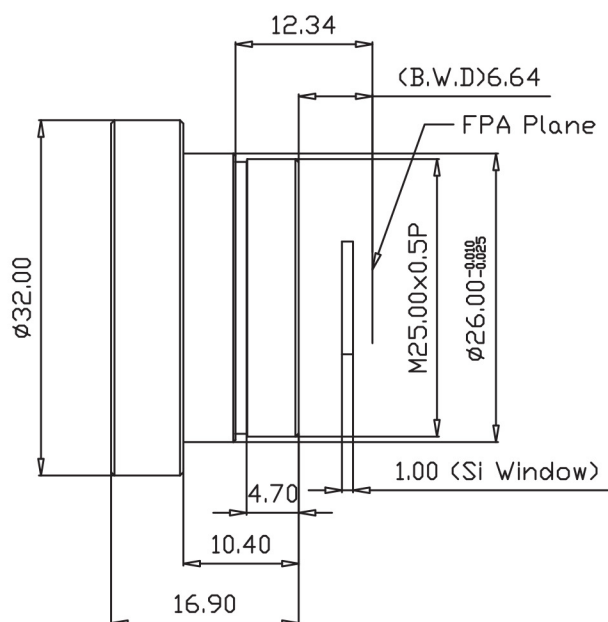 12.34
(B.W.D)6.64
FPA Plane
ø32.00
M25.00x0.5P
ø26.00 -0.010 -0.025
1.00 (Si Window)
4.70
10.40
16.90